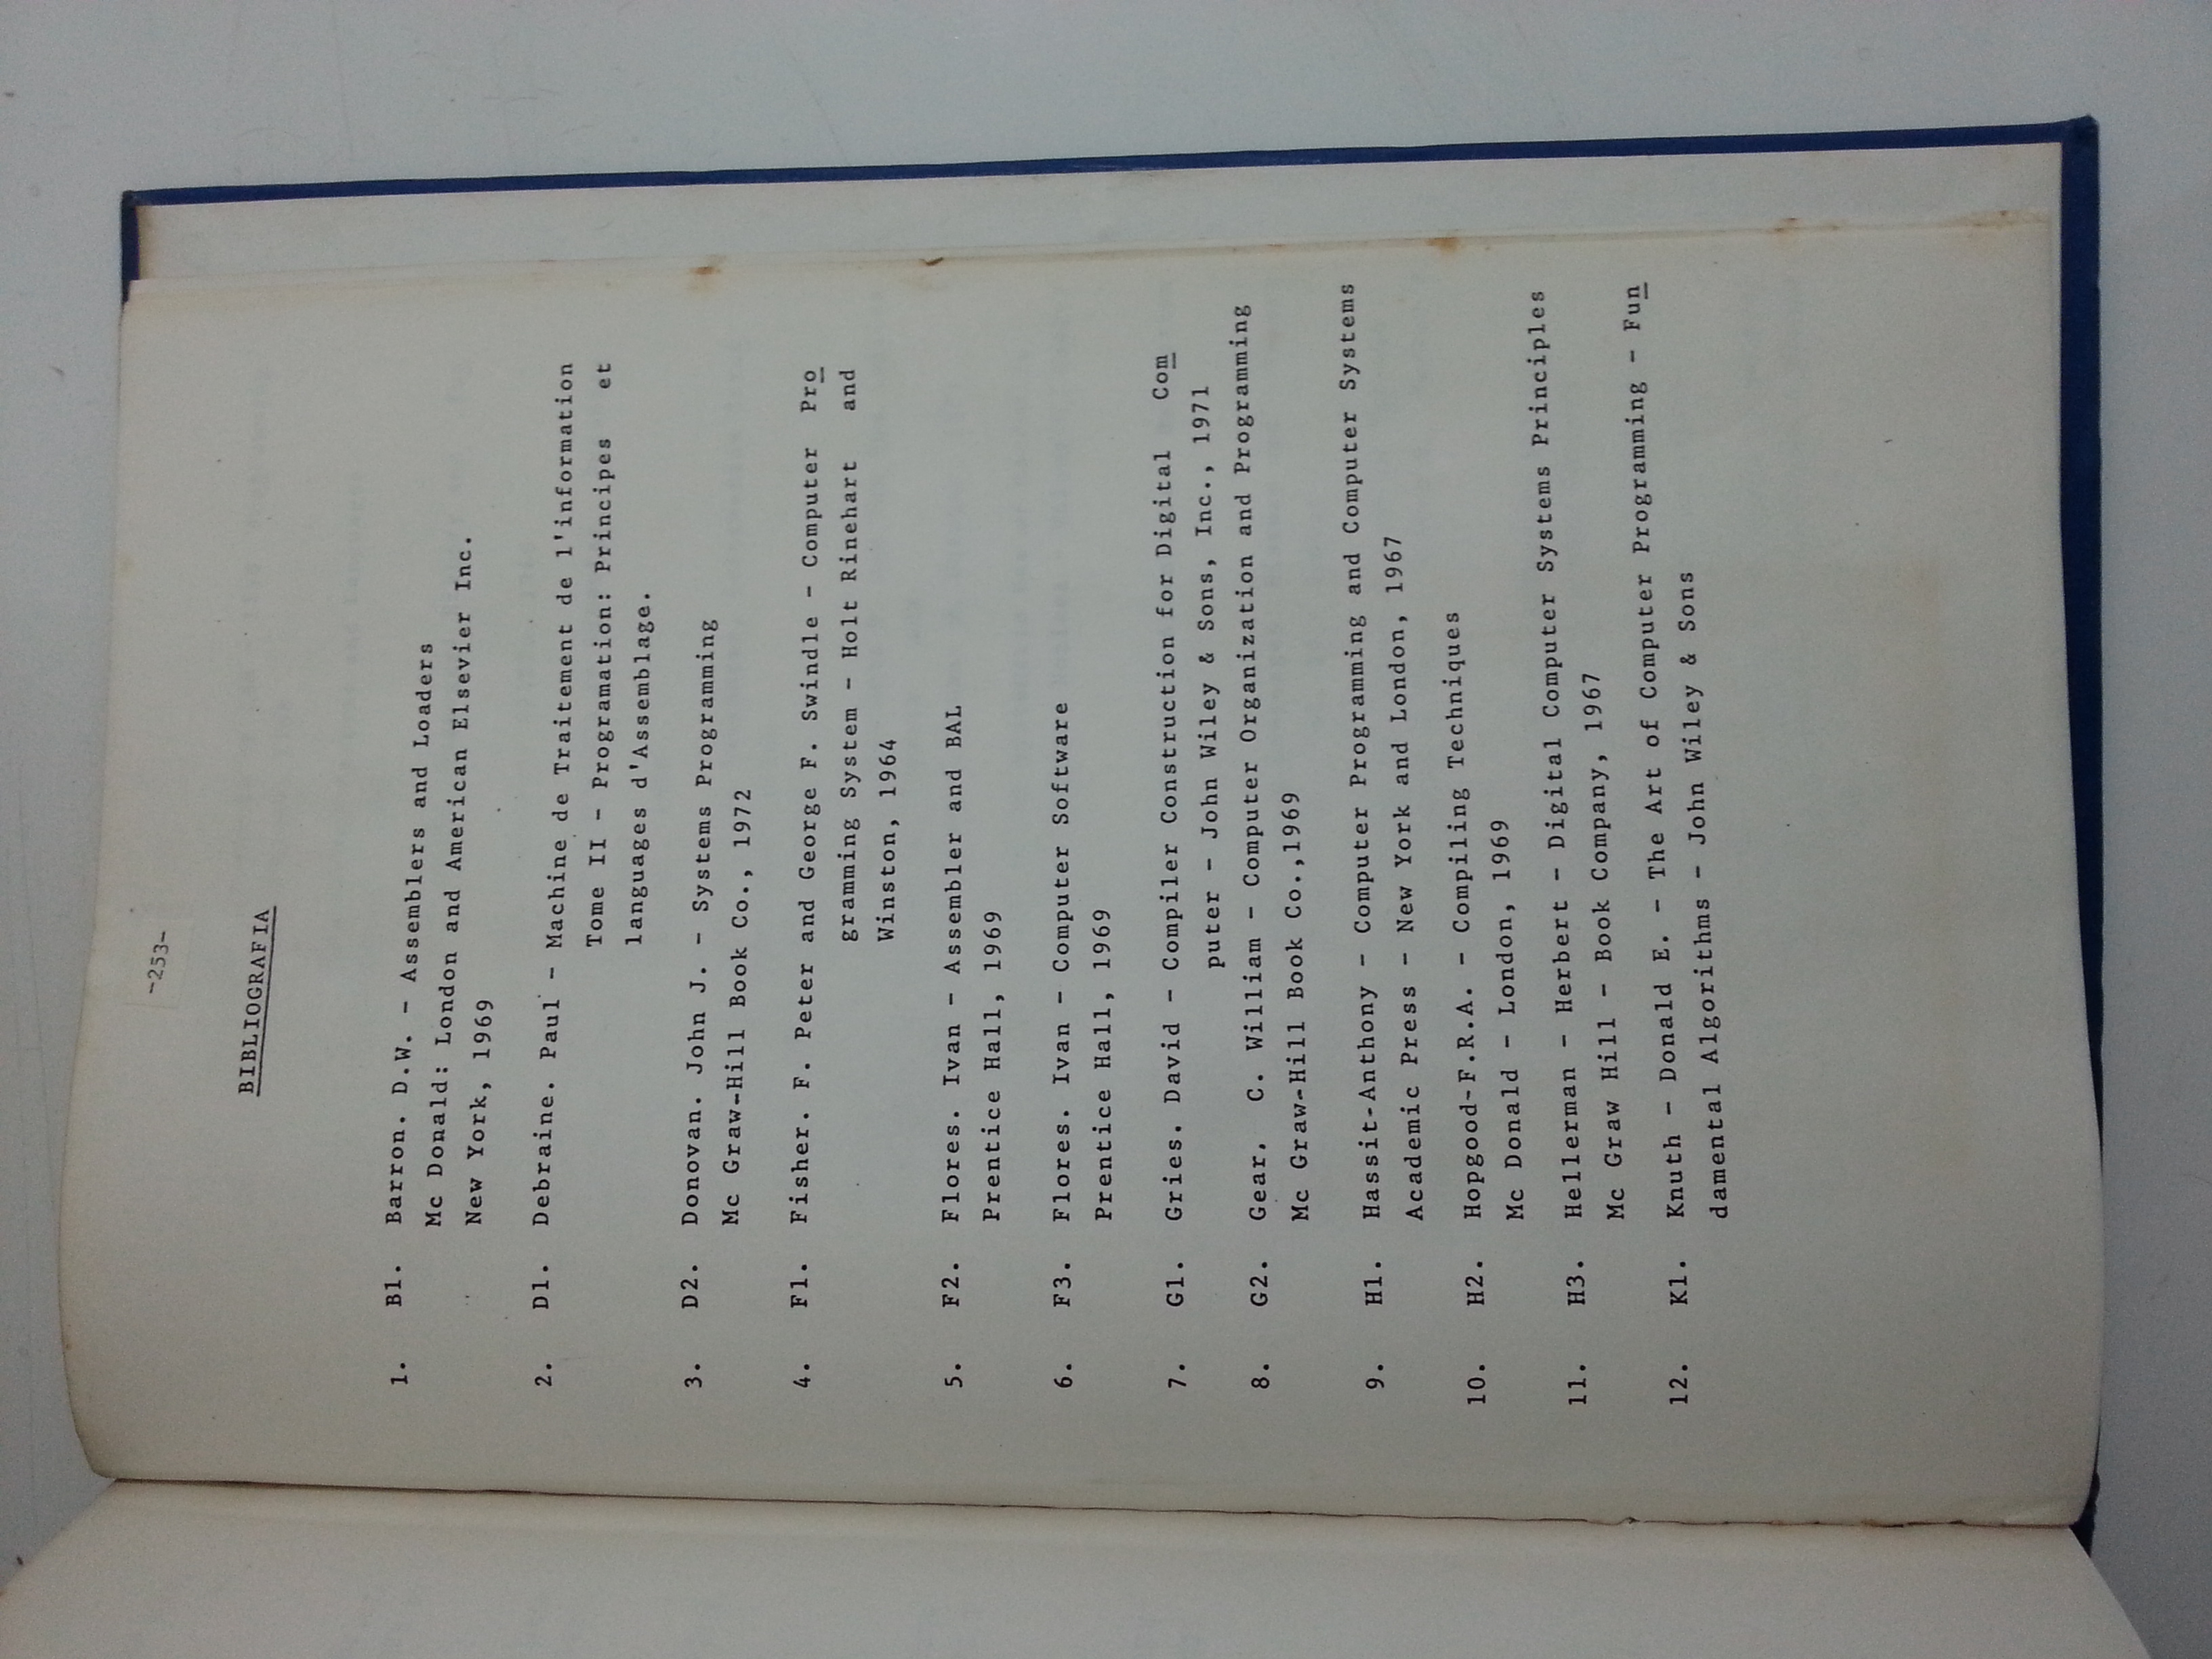 -253-
BIBLIOGRAFIA
1. B1. Barron. D.W. - Assemblers and Loaders
Mc Donald: London and American Elsevier Inc.
New York, 1969
2. D1. Debraine. Paul - Machine de Traitement de l'information
Tome II - Programation: Principes et
languages d'Assemblage.
3. D2. Donovan. John J. - Systems Programming
Mc Graw-Hill Book Co., 1972
4. F1. Fisher. F. Peter and George F. Swindle - Computer Pro
gramming System - Holt Rinehart and
Winston, 1964
5. F2. Flores. Ivan - Assembler and BAL
Prentice Hall, 1969
6. F3. Flores. Ivan - Computer Software
Prentice Hall, 1969
7. G1. Gries. David - Compiler Construction for Digital Com
puter - John Wiley & Sons, Inc., 1971
8. G2. Gear. C. William - Computer Organization and Programming
Mc Graw-Hill Book Co.,1969
9. H1. Hassit-Anthony - Computer Programming and Computer Systems
Academic Press - New York and London, 1967
10. H2. Hopgood-F.R.A. - Compiling Techniques
Mc Donald - London, 1969
11. H3. Hellerman - Herbert - Digital Computer Systems Principles
Mc Graw Hill - Book Company, 1967
12. K1. Knuth - Donald E. - The Art of Computer Programming - Fun
damental Algorithms - John Wiley & Sons